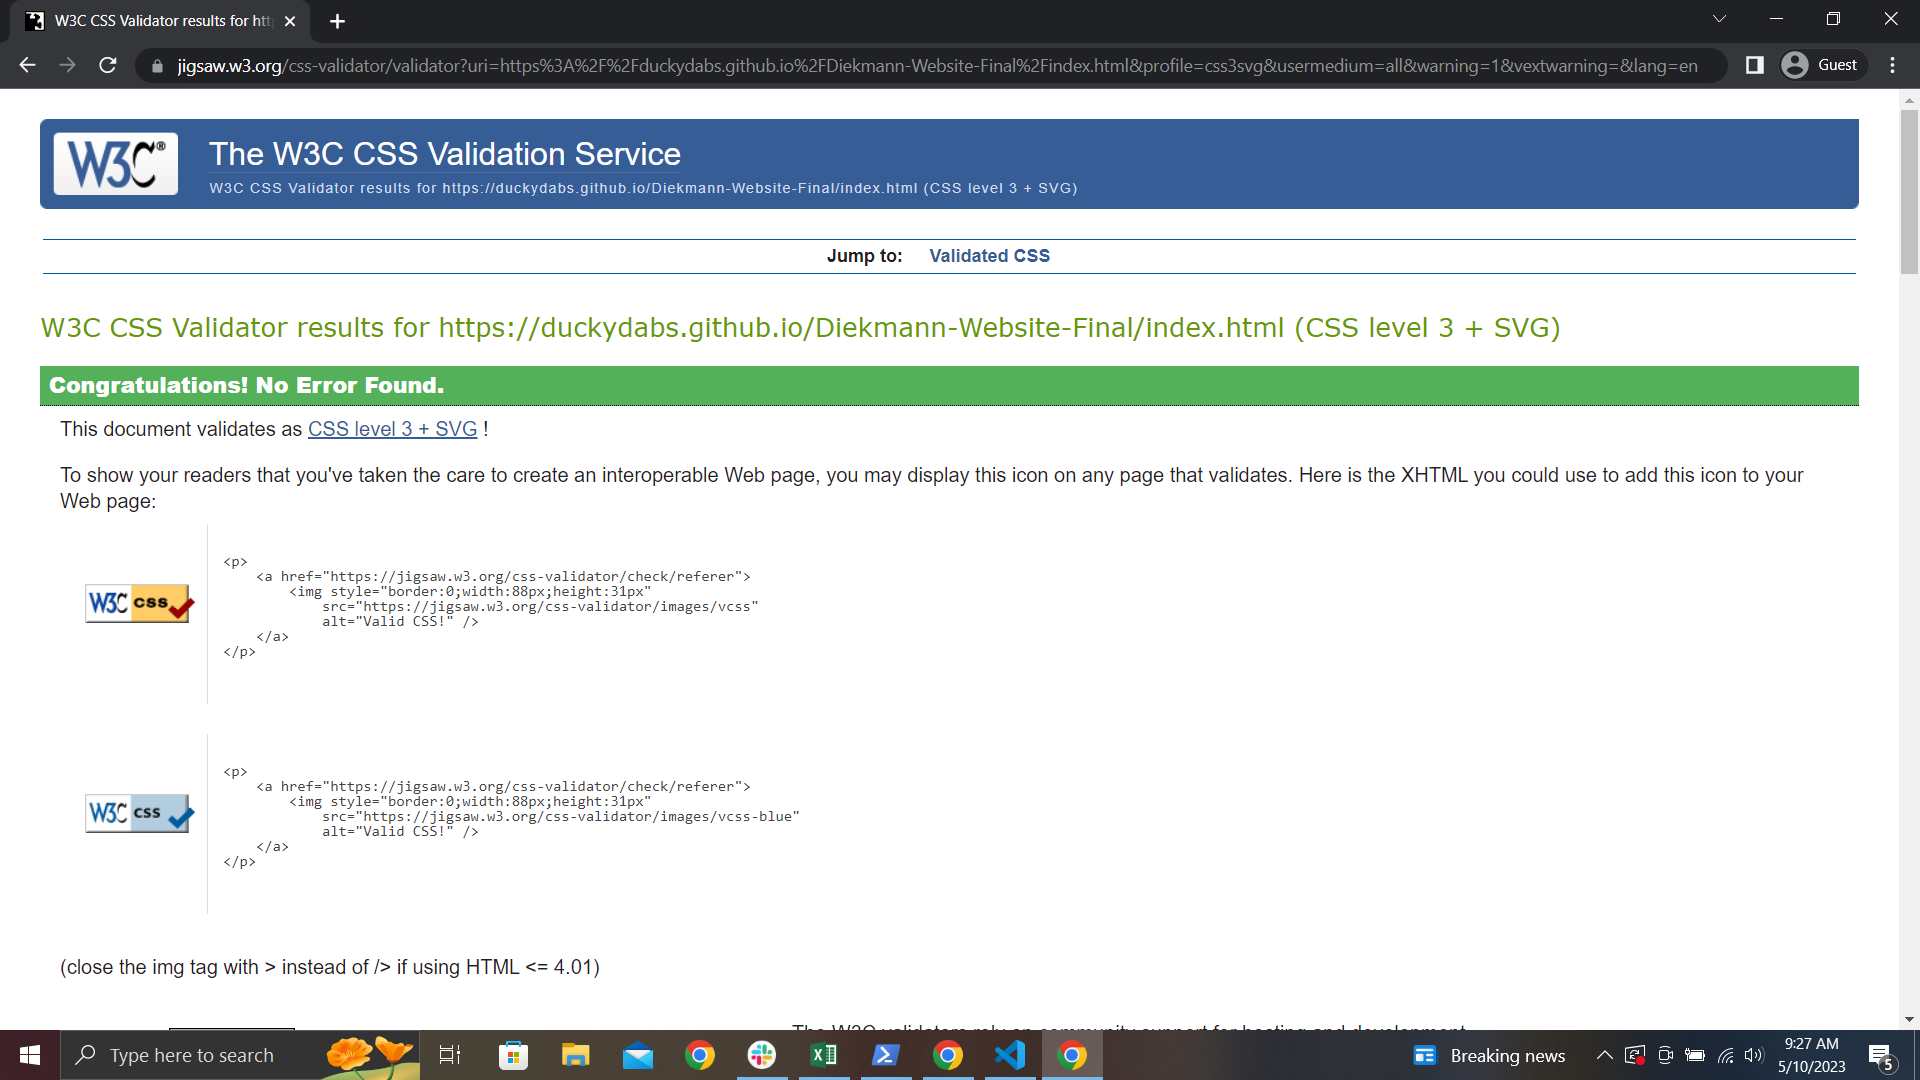 W3C CSS Validator results for htt
jigsaw.w3.org/css-validator/validator?uri=https%3A%2F%2Fduckydabs.github.io%2FDiekmann-Website-Final%2Findex.html&profile=css3svg&usermedium=all&warning=1&vextwarning=&lang=en
Guest
W3C®
The W3C CSS Validation Service
W3C CSS Validator results for https://duckydabs.github.io/Diekmann-Website-Final/index.html (CSS level 3 + SVG)
Jump to: Validated CSS
W3C CSS Validator results for https://duckydabs.github.io/Diekmann-Website-Final/index.html (CSS level 3 + SVG)
Congratulations! No Error Found.
This document validates as CSS level 3 + SVG !
To show your readers that you've taken the care to create an interoperable Web page, you may display this icon on any page that validates. Here is the XHTML you could use to add this icon to your
Web page:
W3C css
<p>
<a href="https://jigsaw.w3.org/css-validator/check/referer">
<img style="border:0;width:88px;height:31px"
src="https://jigsaw.w3.org/css-validator/images/vcss"
alt="Valid CSS!" />
</a>
</p>
W3C css
<p>
<a href="https://jigsaw.w3.org/css-validator/check/referer">
<img style="border:0;width:88px;height:31px"
src="https://jigsaw.w3.org/css-validator/images/vcss-blue"
alt="Valid CSS!" />
</a>
</p>
(close the img tag with > instead of /> if using HTML <= 4.01)
The W3C validators rely on community support for hosting and development.
Type here to search
Breaking news
9:27 AM
5/10/2023
5